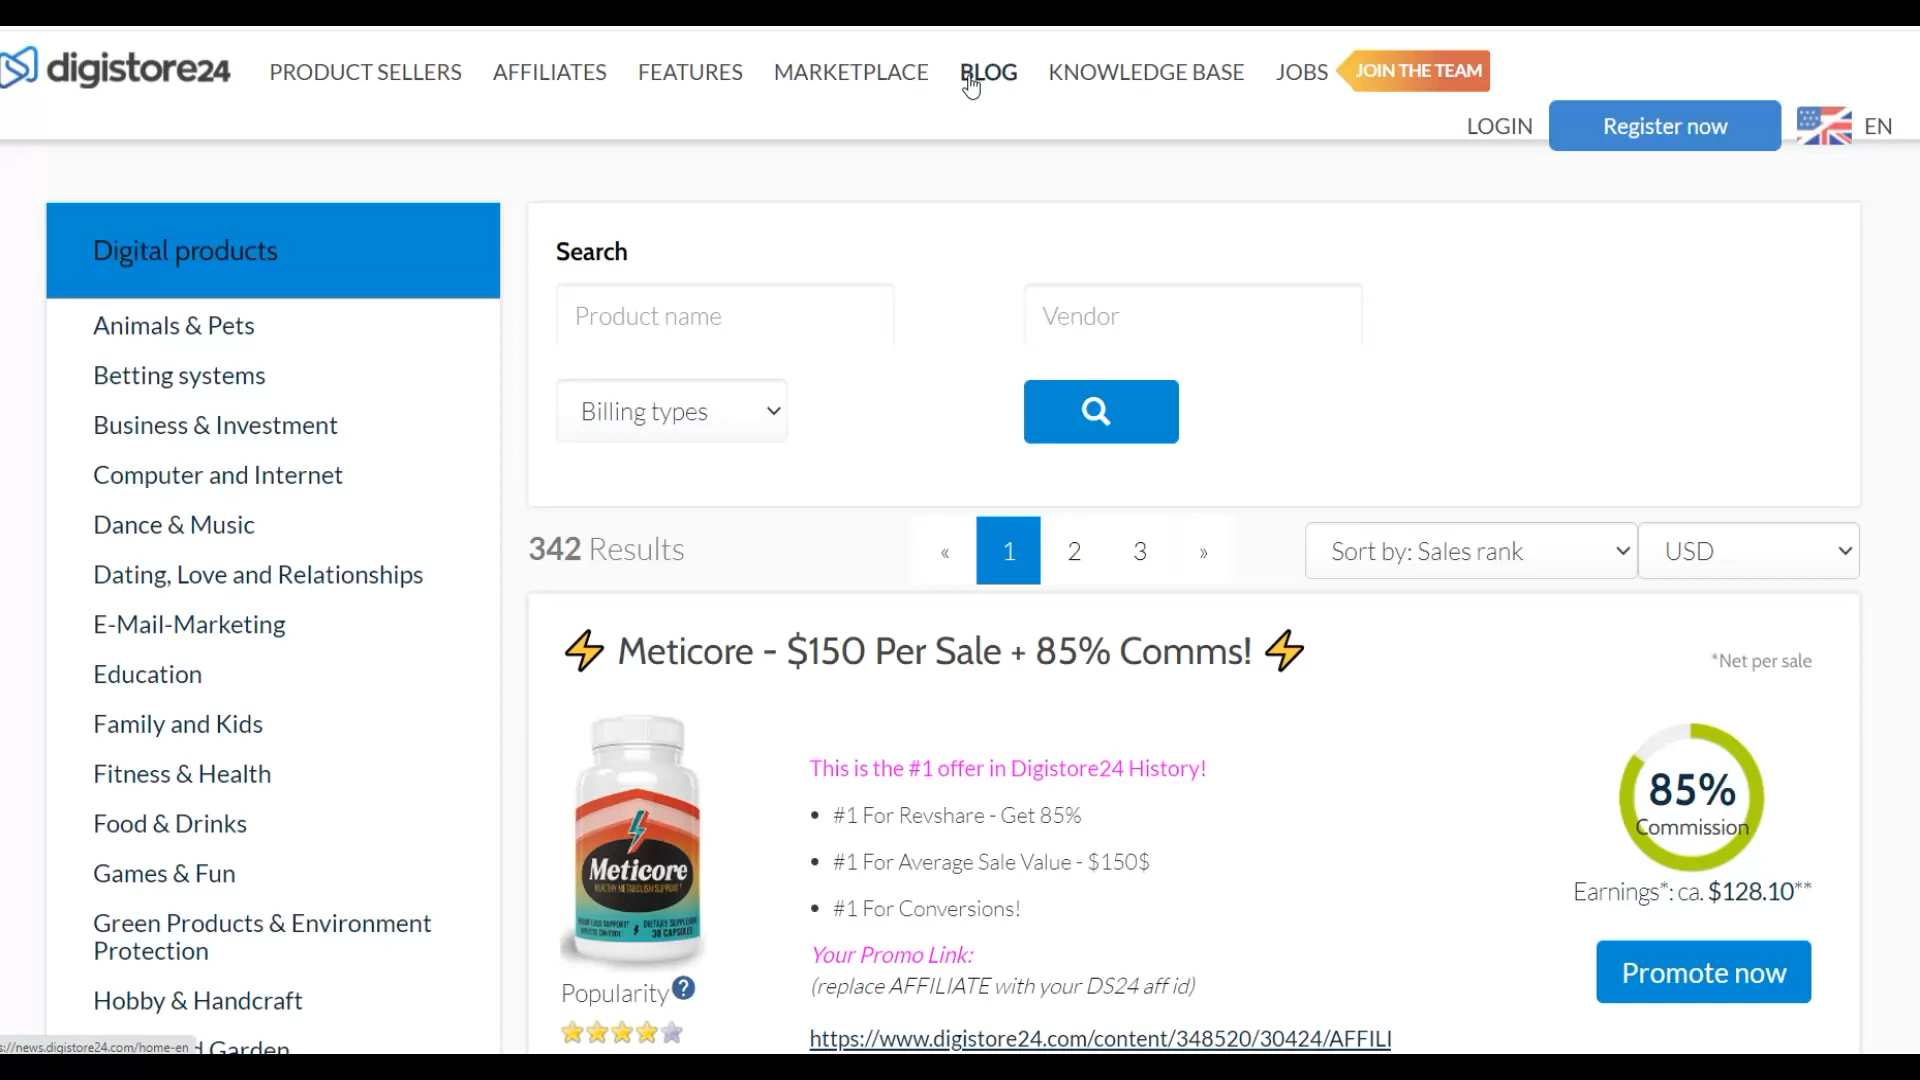 digistore24
PRODUCT SELLERS
AFFILIATES
FEATURES
MARKETPLACE
BLOG
KNOWLEDGE BASE
JOBS
JOIN THE TEAM
LOGIN
Register now
EN
Digital products
Animals & Pets
Betting systems
Business & Investment
Computer and Internet
Dance & Music
Dating, Love and Relationships
E-Mail-Marketing
Education
Family and Kids
Fitness & Health
Food & Drinks
Games & Fun
Green Products & Environment
Protection
Hobby & Handcraft
d Garden
s://news.digistore24.com/home-en
Search
Product name
Vendor
Billing types
342 Results
« 1 2 3 »
Sort by: Sales rank
USD
⚡ Meticore - $150 Per Sale + 85% Comms! ⚡
*Net per sale
Meticore
HEALTHY METABOLISM SUPPORT
DIETARY SUPPLEMENT
30 CAPSULES
Popularity ?
This is the #1 offer in Digistore24 History!
• #1 For Revshare - Get 85%
• #1 For Average Sale Value - $150$
• #1 For Conversions!
Your Promo Link:
(replace AFFILIATE with your DS24 aff id)
https://www.digistore24.com/content/348520/30424/AFFILI
85%
Commission
Earnings*: ca. $128.10**
Promote now